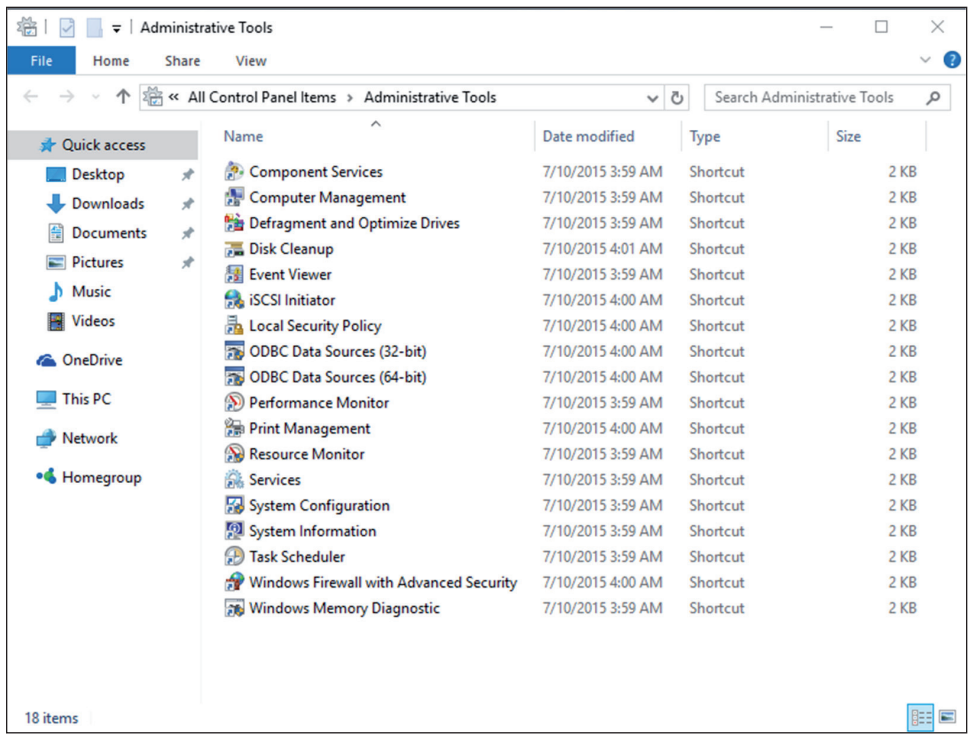 Administrative Tools
File Home Share View
« All Control Panel Items › Administrative Tools Search Administrative Tools
Name Date modified Type Size
Quick access
Desktop
Downloads
Documents
Pictures
Music
Videos
OneDrive
This PC
Network
Homegroup
Component Services 7/10/2015 3:59 AM Shortcut 2 KB
Computer Management 7/10/2015 3:59 AM Shortcut 2 KB
Defragment and Optimize Drives 7/10/2015 3:59 AM Shortcut 2 KB
Disk Cleanup 7/10/2015 4:01 AM Shortcut 2 KB
Event Viewer 7/10/2015 3:59 AM Shortcut 2 KB
iSCSI Initiator 7/10/2015 4:00 AM Shortcut 2 KB
Local Security Policy 7/10/2015 4:00 AM Shortcut 2 KB
ODBC Data Sources (32-bit) 7/10/2015 4:00 AM Shortcut 2 KB
ODBC Data Sources (64-bit) 7/10/2015 4:00 AM Shortcut 2 KB
Performance Monitor 7/10/2015 3:59 AM Shortcut 2 KB
Print Management 7/10/2015 4:00 AM Shortcut 2 KB
Resource Monitor 7/10/2015 3:59 AM Shortcut 2 KB
Services 7/10/2015 3:59 AM Shortcut 2 KB
System Configuration 7/10/2015 3:59 AM Shortcut 2 KB
System Information 7/10/2015 3:59 AM Shortcut 2 KB
Task Scheduler 7/10/2015 3:59 AM Shortcut 2 KB
Windows Firewall with Advanced Security 7/10/2015 4:00 AM Shortcut 2 KB
Windows Memory Diagnostic 7/10/2015 3:59 AM Shortcut 2 KB
18 items